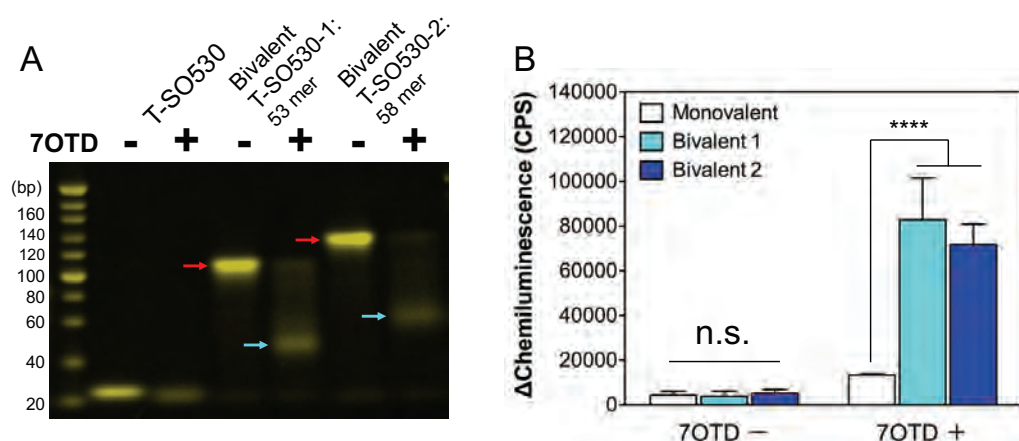 A
T-SO530
Bivalent
T-SO530-1:
53 mer
Bivalent
T-SO530-2:
58 mer
7OTD - + - + - +
(bp)
160
140
120
100
80
60
40
20
B
ΔChemiluminescence (CPS)
140000
120000
100000
80000
60000
40000
20000
0
Monovalent
Bivalent 1
Bivalent 2
****
n.s.
7OTD −
7OTD +